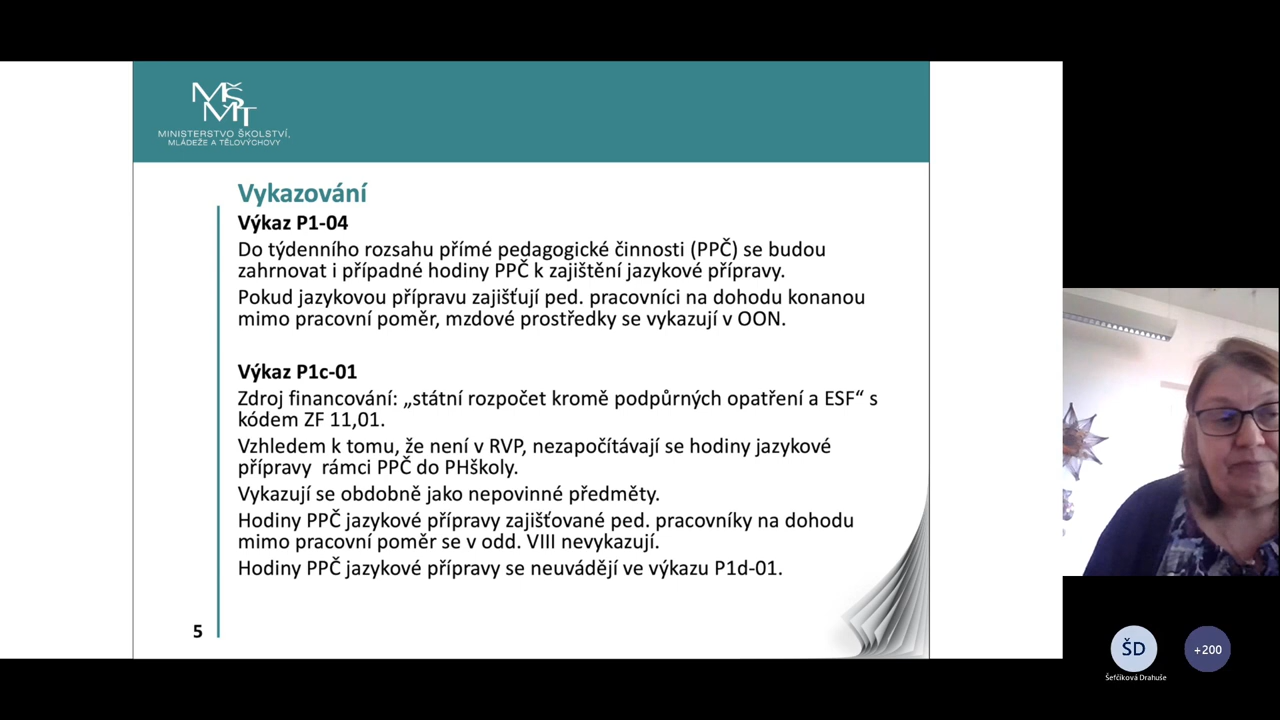 MŠMT
MINISTERSTVO ŠKOLSTVÍ,
MLÁDEŽE A TĚLOVÝCHOVY
Vykazování
Výkaz P1-04
Do týdenního rozsahu přímé pedagogické činnosti (PPČ) se budou
zahrnovat i případné hodiny PPČ k zajištění jazykové přípravy.
Pokud jazykovou přípravu zajišťují ped. pracovníci na dohodu konanou
mimo pracovní poměr, mzdové prostředky se vykazují v OON.
Výkaz P1c-01
Zdroj financování: „státní rozpočet kromě podpůrných opatření a ESF“ s
kódem ZF 11,01.
Vzhledem k tomu, že není v RVP, nezapočítávají se hodiny jazykové
přípravy  rámci PPČ do PHškoly.
Vykazují se obdobně jako nepovinné předměty.
Hodiny PPČ jazykové přípravy zajišťované ped. pracovníky na dohodu
mimo pracovní poměr se v odd. VIII nevykazují.
Hodiny PPČ jazykové přípravy se neuvádějí ve výkazu P1d-01.
5
ŠD
+200
Šefčíková Drahuše